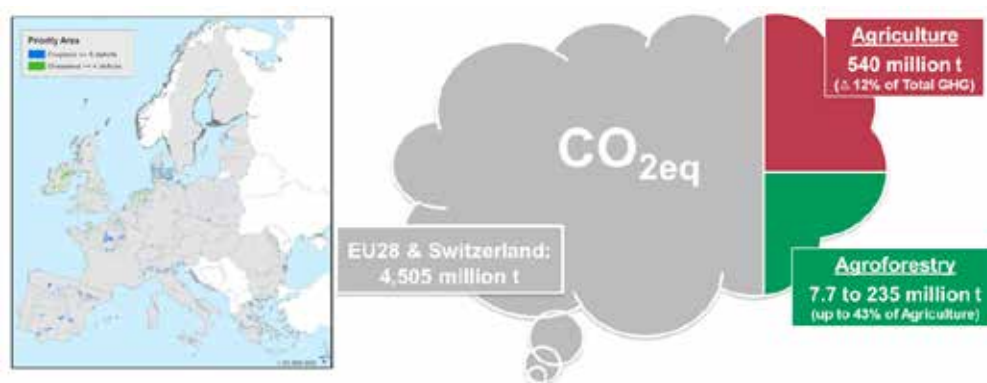 Priority Area
CO2eq
EU28 & Switzerland:
4,505 million t
Agriculture
540 million t
(≙ 12% of Total GHG)
Agroforestry
7.7 to 235 million t
(up to 43% of Agriculture)